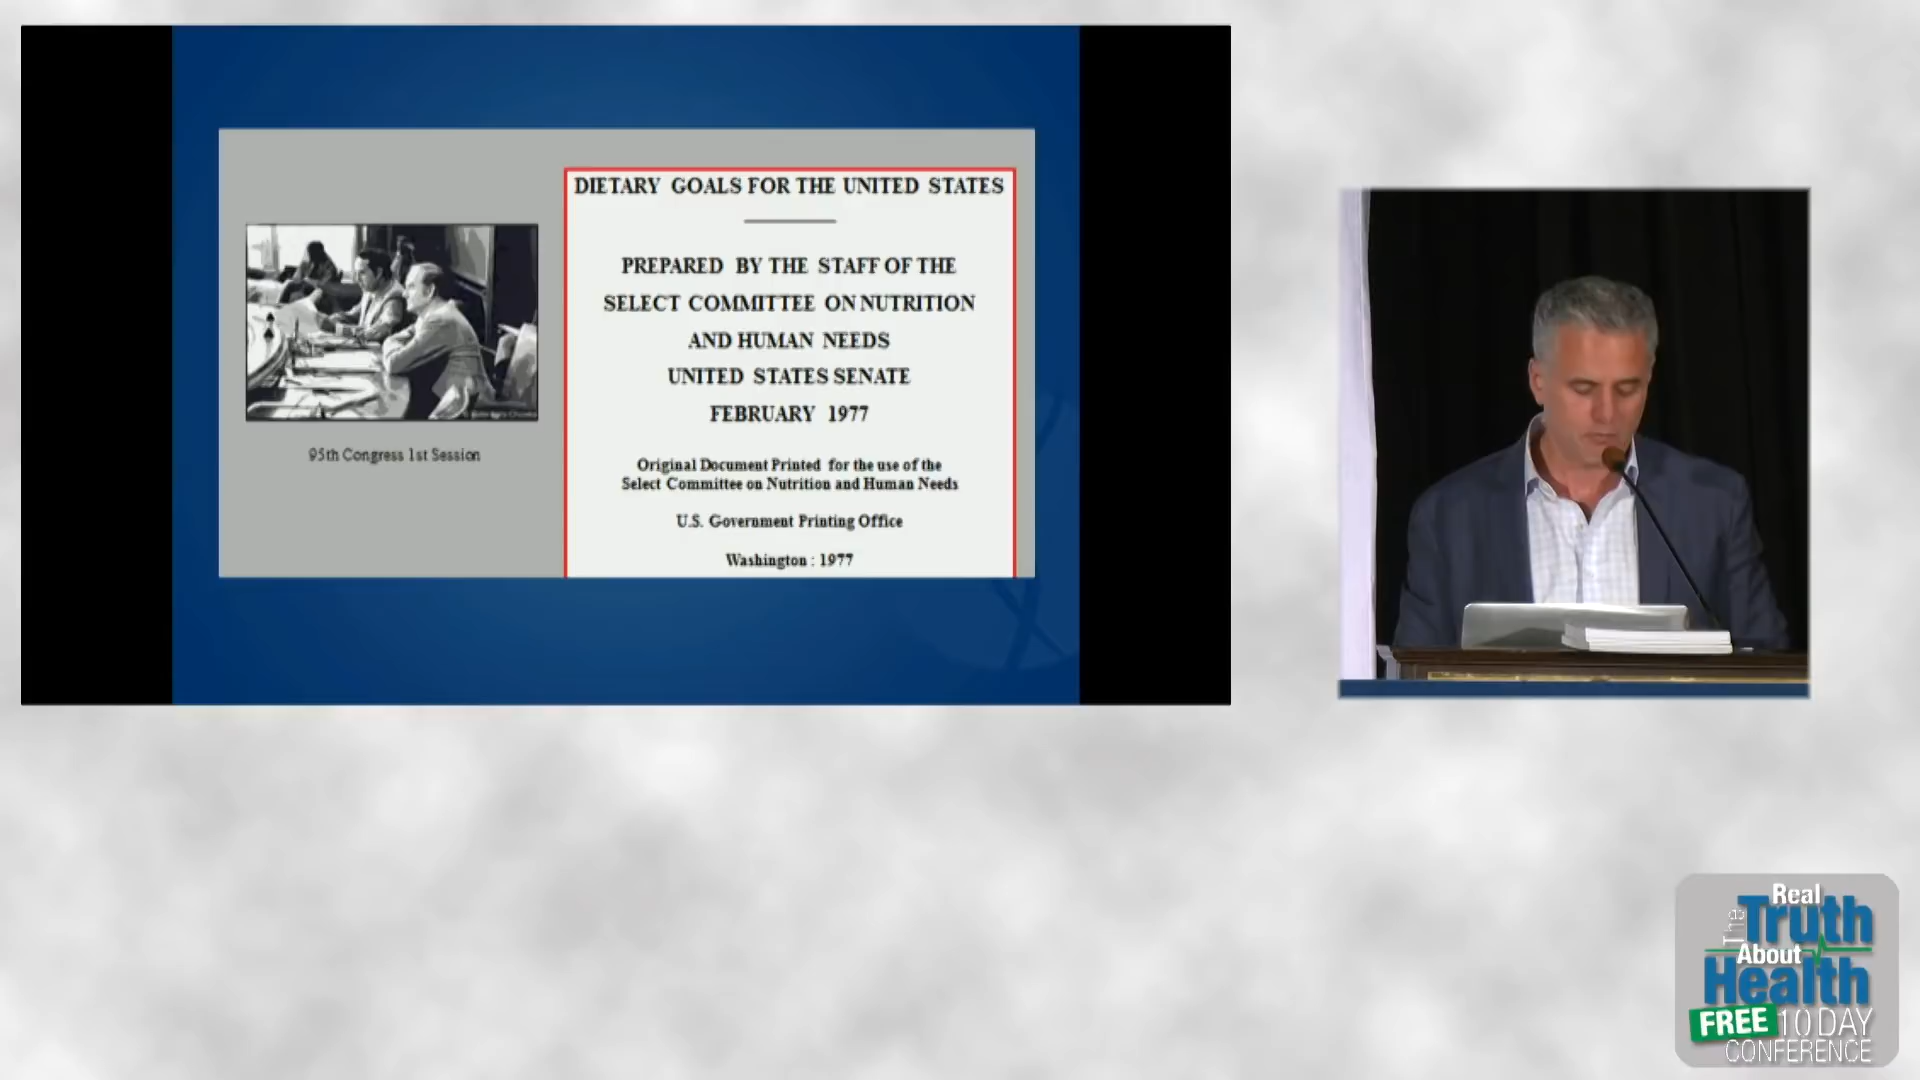 DIETARY GOALS FOR THE UNITED STATES
PREPARED BY THE STAFF OF THE
SELECT COMMITTEE ON NUTRITION
AND HUMAN NEEDS
UNITED STATES SENATE
FEBRUARY 1977
Original Document Printed for the use of the
Select Committee on Nutrition and Human Needs
U.S. Government Printing Office
Washington : 1977
95th Congress 1st Session
The Real
Truth
About
Health
FREE 10 DAY
CONFERENCE